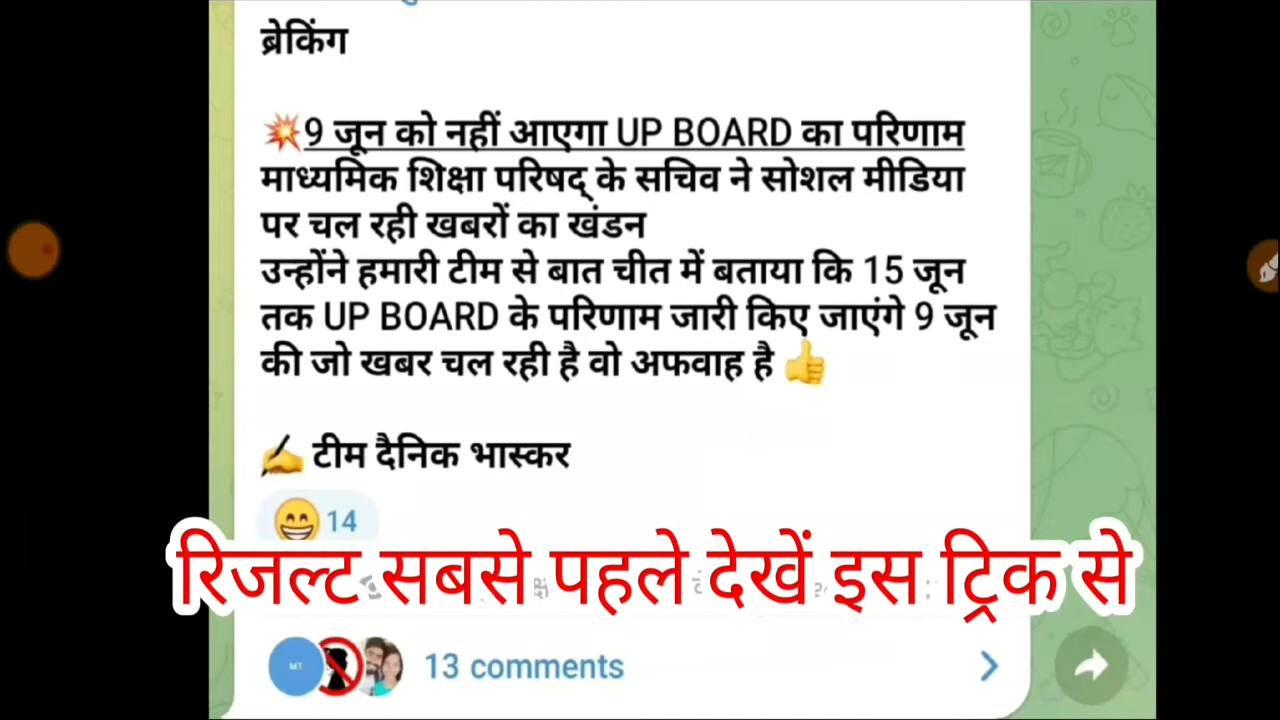 ब्रेकिंग
💥9 जून को नहीं आएगा UP BOARD का परिणाम
माध्यमिक शिक्षा परिषद् के सचिव ने सोशल मीडिया
पर चल रही खबरों का खंडन
उन्होंने हमारी टीम से बात चीत में बताया कि 15 जून
तक UP BOARD के परिणाम जारी किए जाएंगे 9 जून
की जो खबर चल रही है वो अफवाह है 👍
✍️ टीम दैनिक भास्कर
😁 14
रिजल्ट सबसे पहले देखें इस ट्रिक से
MT
13 comments